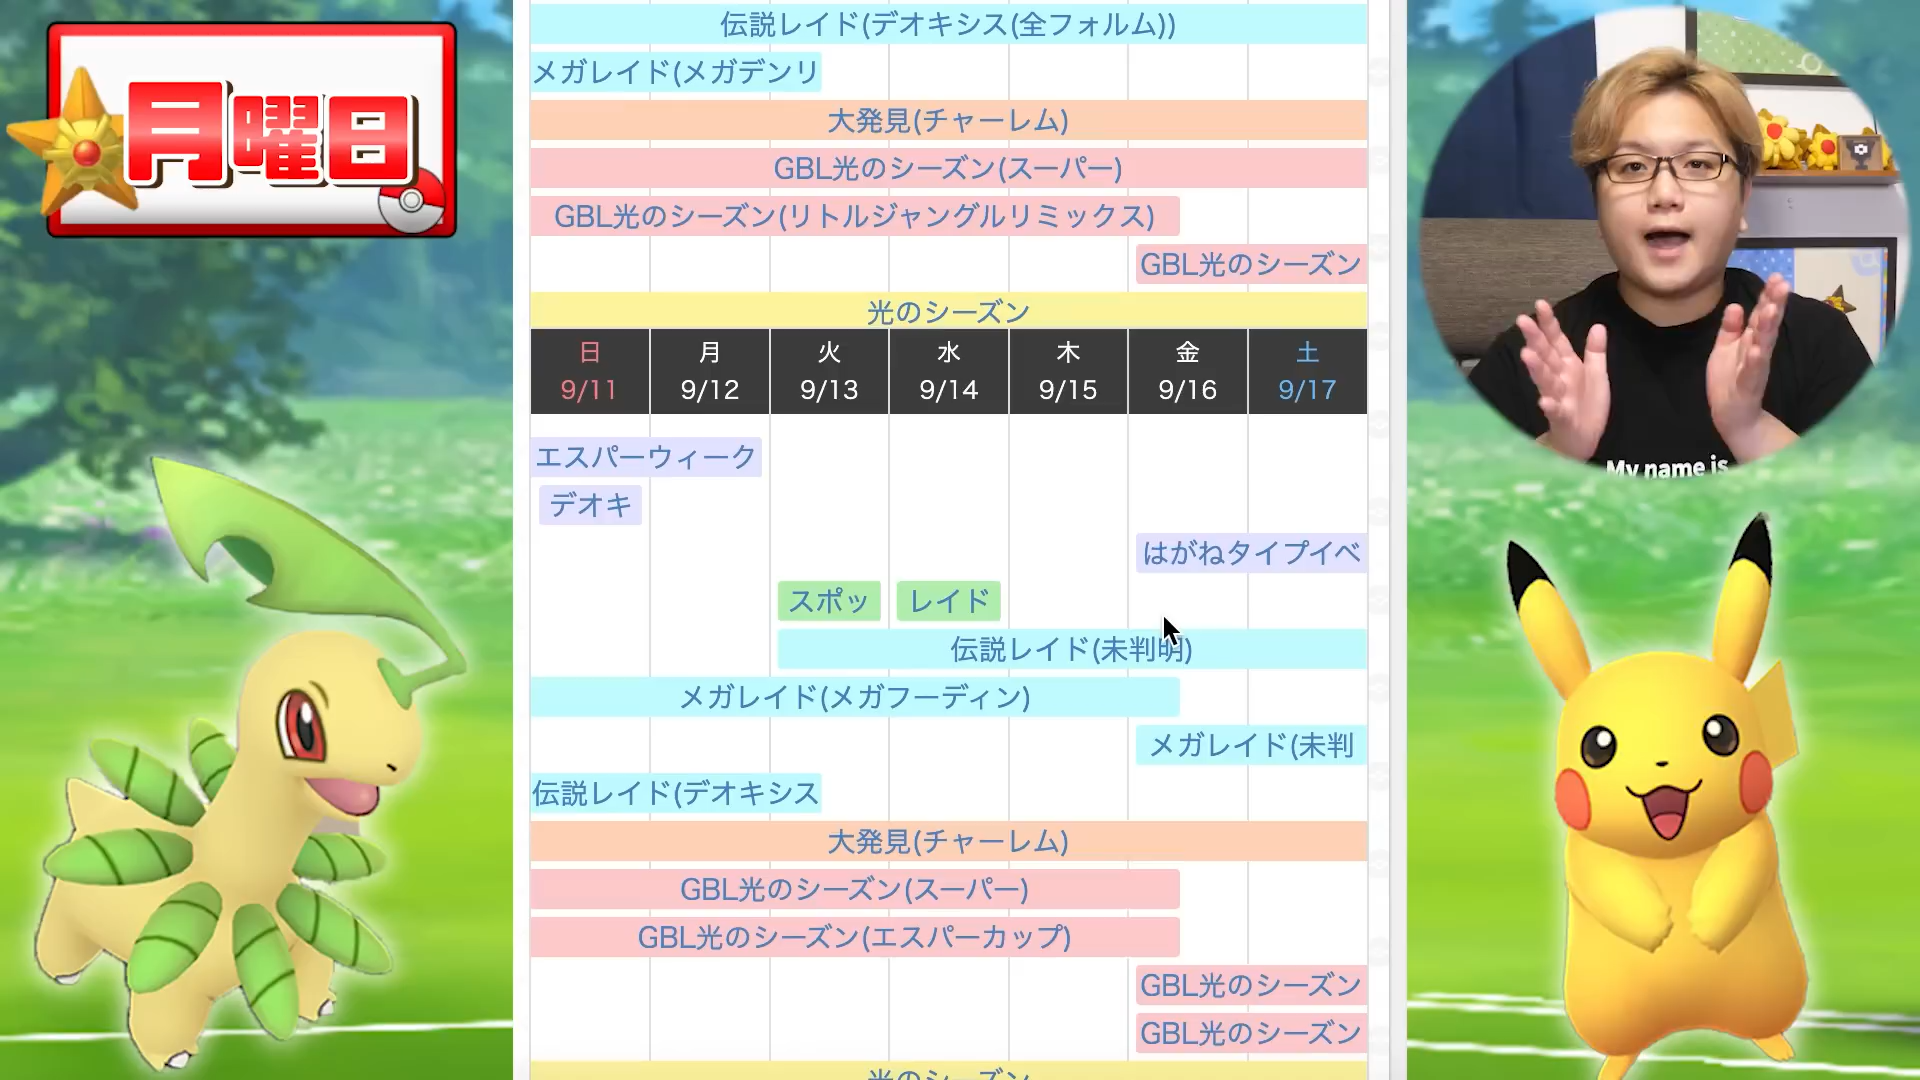 月曜日
伝説レイド(デオキシス(全フォルム))
メガレイド(メガデンリ
大発見(チャーレム)
GBL光のシーズン(スーパー)
GBL光のシーズン(リトルジャングルリミックス)
GBL光のシーズン
光のシーズン
日 月 火 水 木 金 土
9/11 9/12 9/13 9/14 9/15 9/16 9/17
エスパーウィーク
デオキ
はがねタイプイベ
スポッ レイド
伝説レイド(未判明)
メガレイド(メガフーディン)
メガレイド(未判
伝説レイド(デオキシス
大発見(チャーレム)
GBL光のシーズン(スーパー)
GBL光のシーズン(エスパーカップ)
GBL光のシーズン
GBL光のシーズン
光のシーズン
My name is